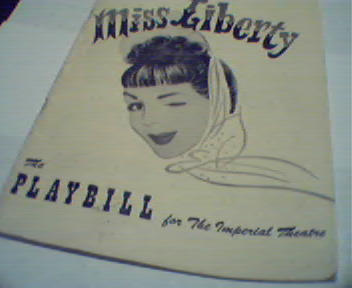 Miss Liberty
The
PLAYBILL
for The Imperial Theatre